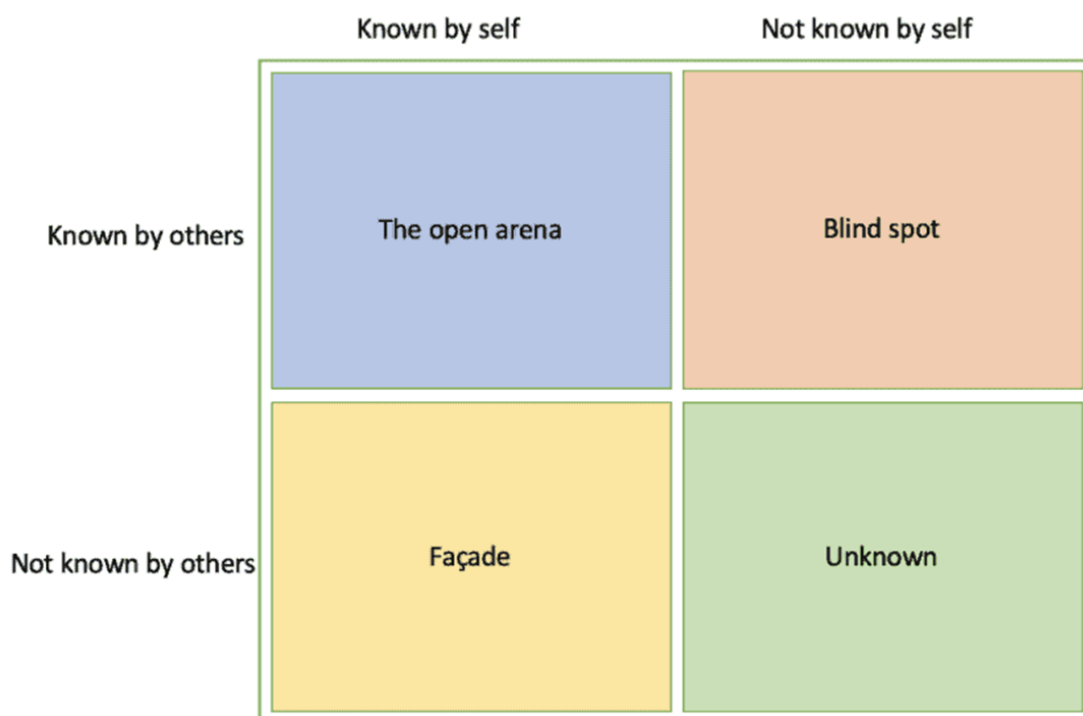 Known by self
Not known by self
Known by others
The open arena
Blind spot
Not known by others
Façade
Unknown